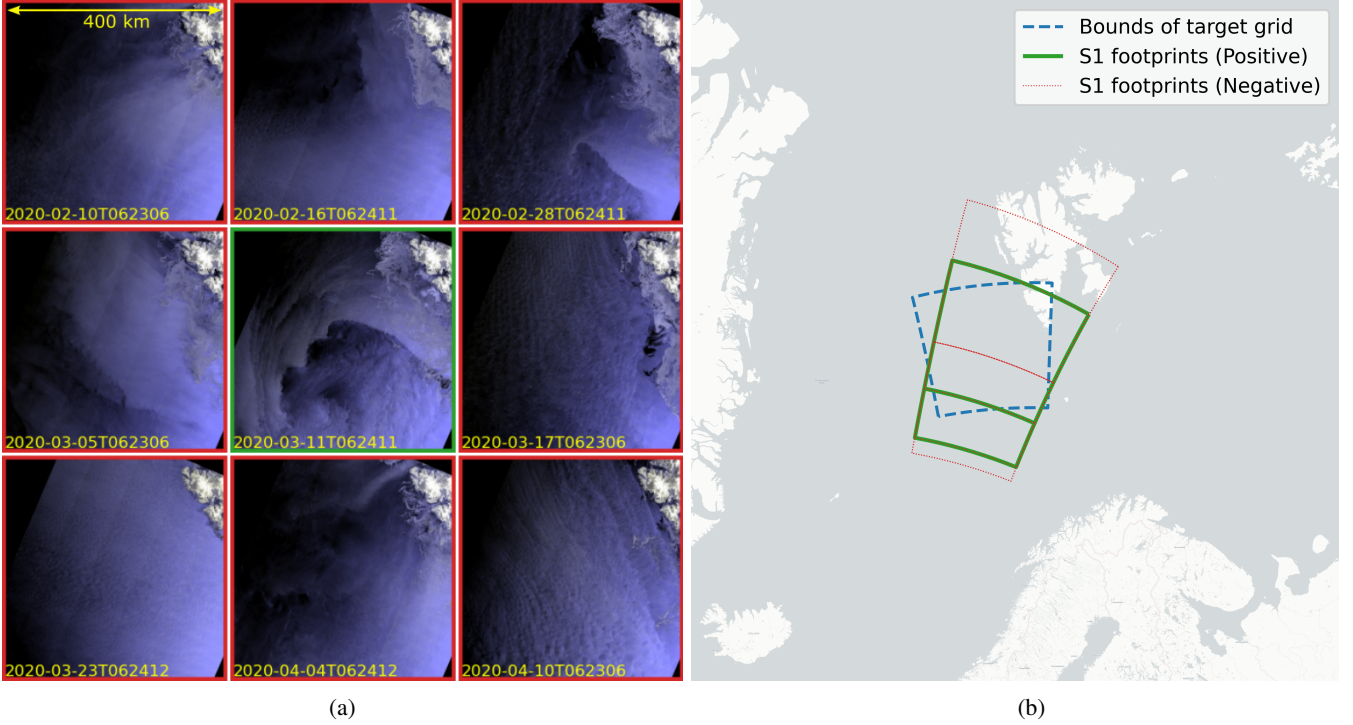 400 km
2020-02-10T062306
2020-02-16T062411
2020-02-28T062411
2020-03-05T062306
2020-03-11T062411
2020-03-17T062306
2020-03-23T062412
2020-04-04T062412
2020-04-10T062306
(a)
Bounds of target grid
S1 footprints (Positive)
S1 footprints (Negative)
(b)